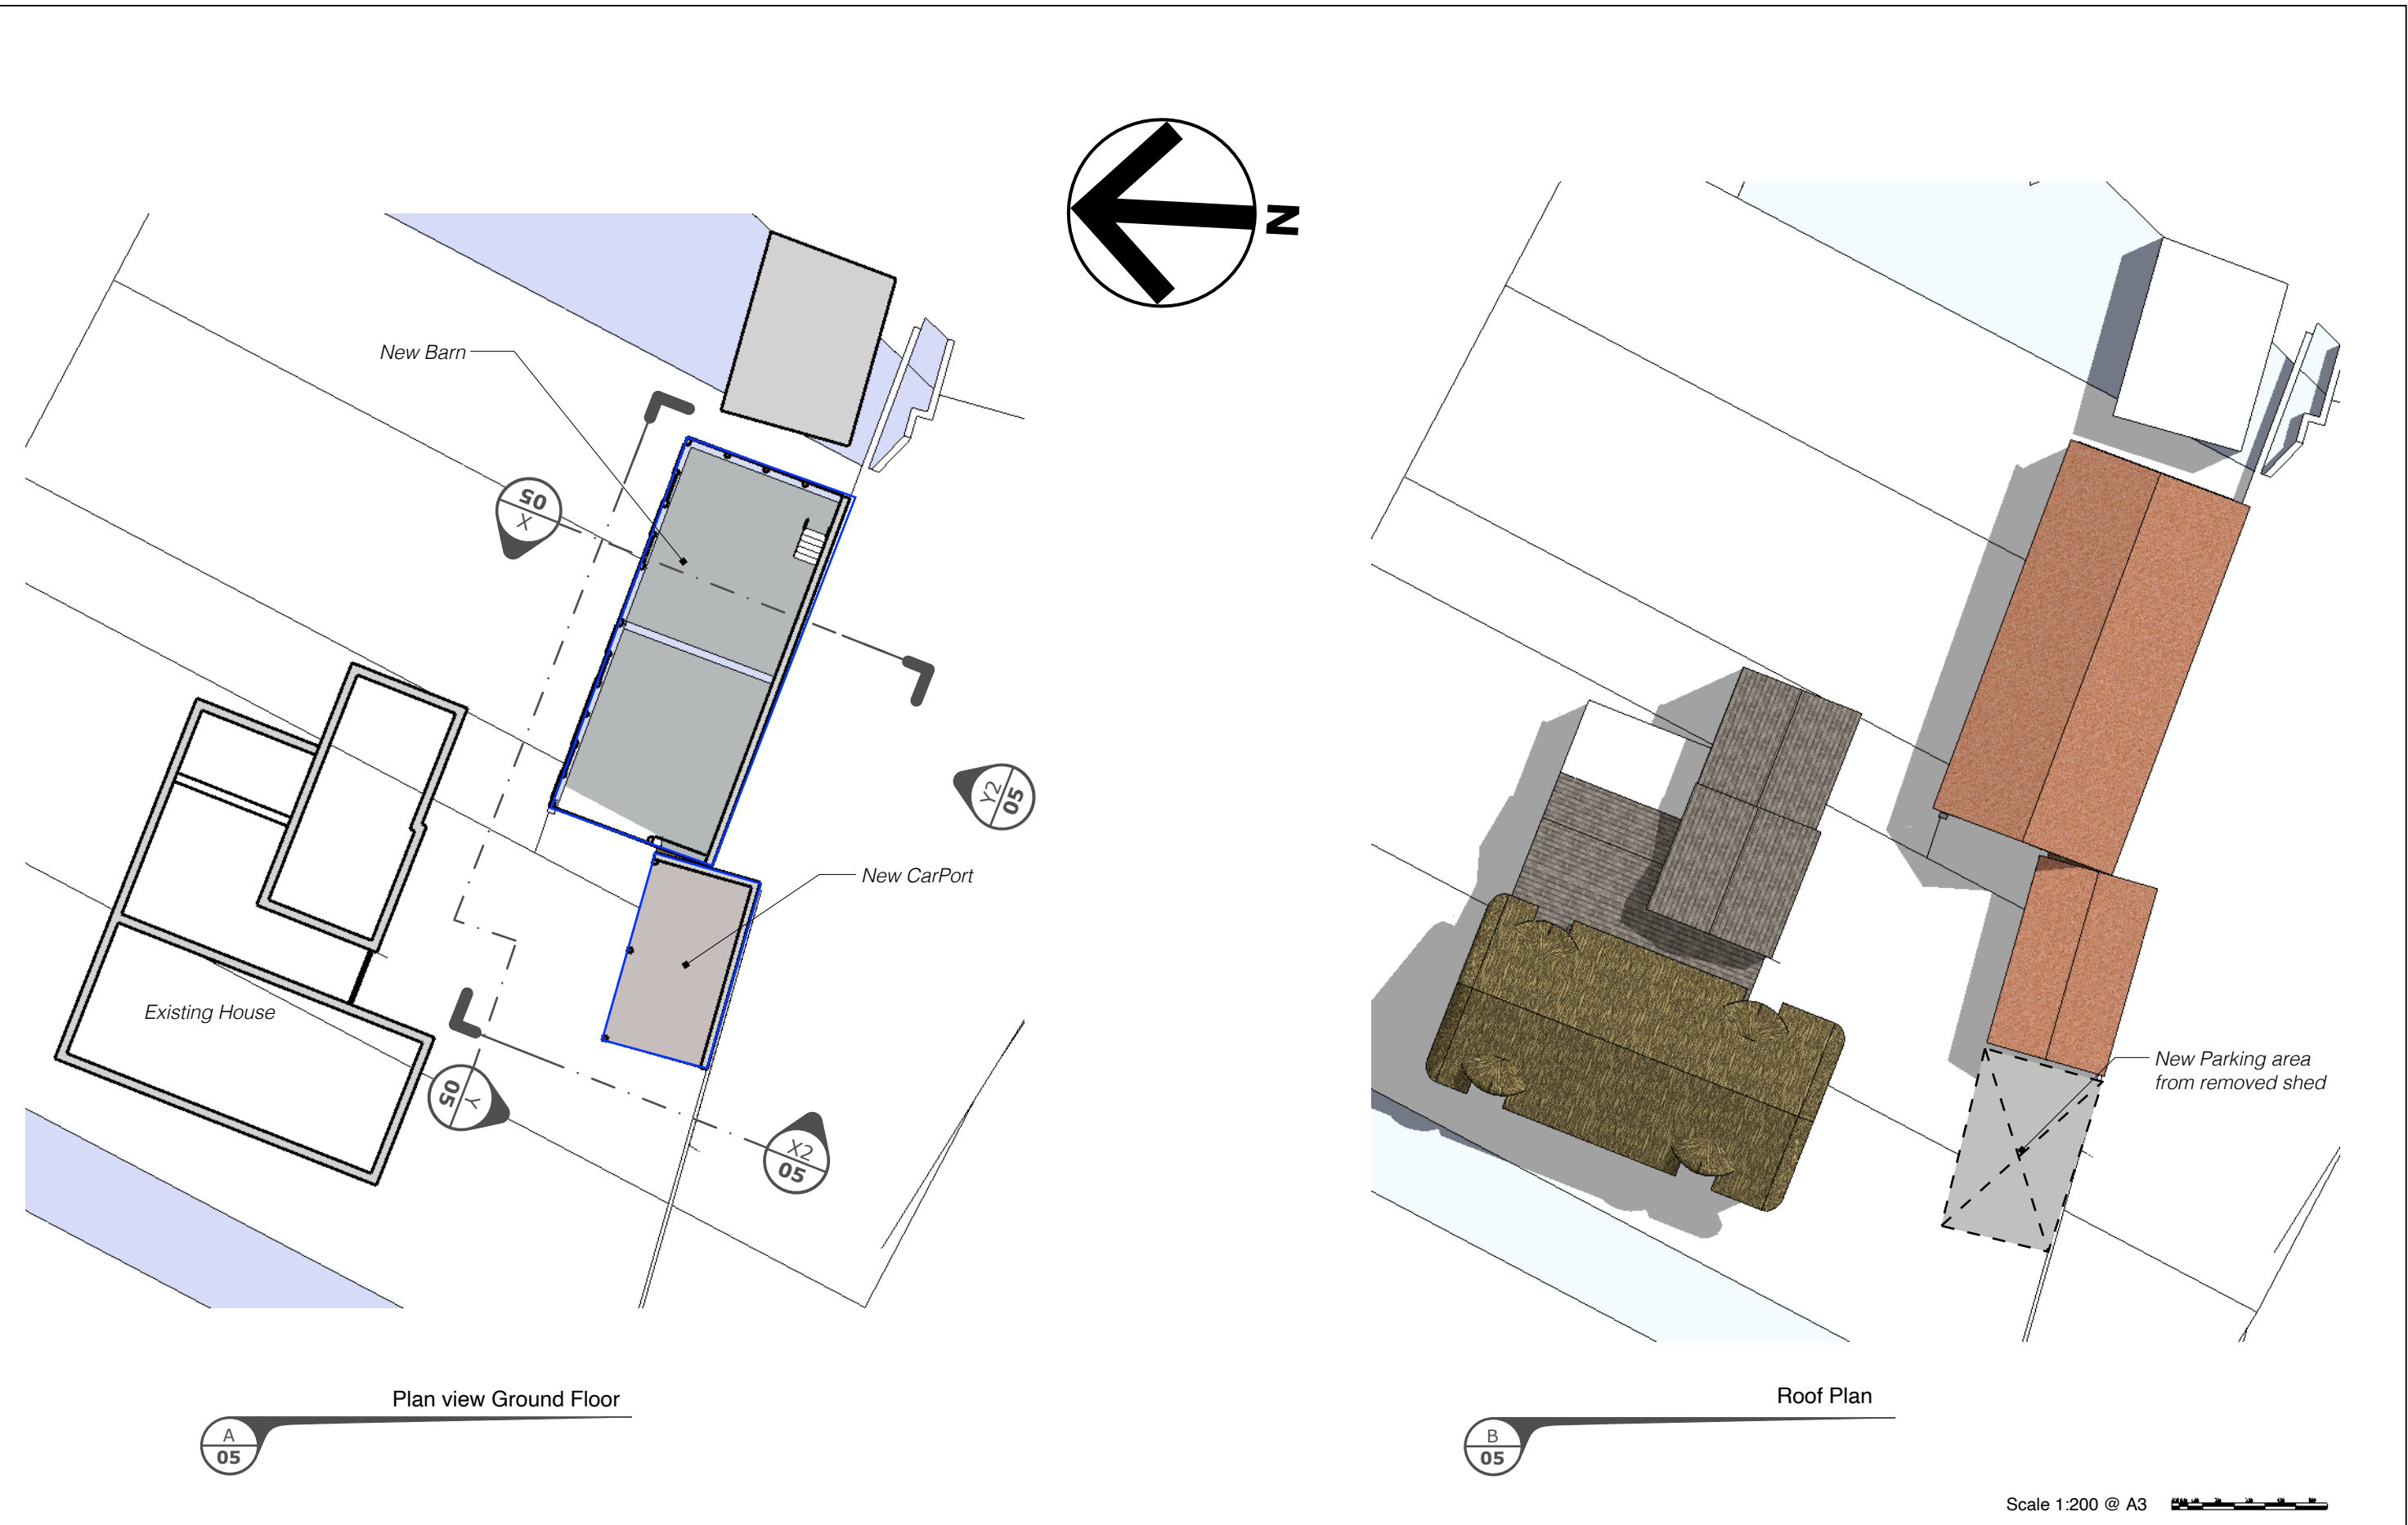 N
New Barn
05
X
Y2
05
New CarPort
Existing House
Y
05
X2
05
New Parking area
from removed shed
Plan view Ground Floor
A
05
Roof Plan
B
05
Scale 1:200 @ A3